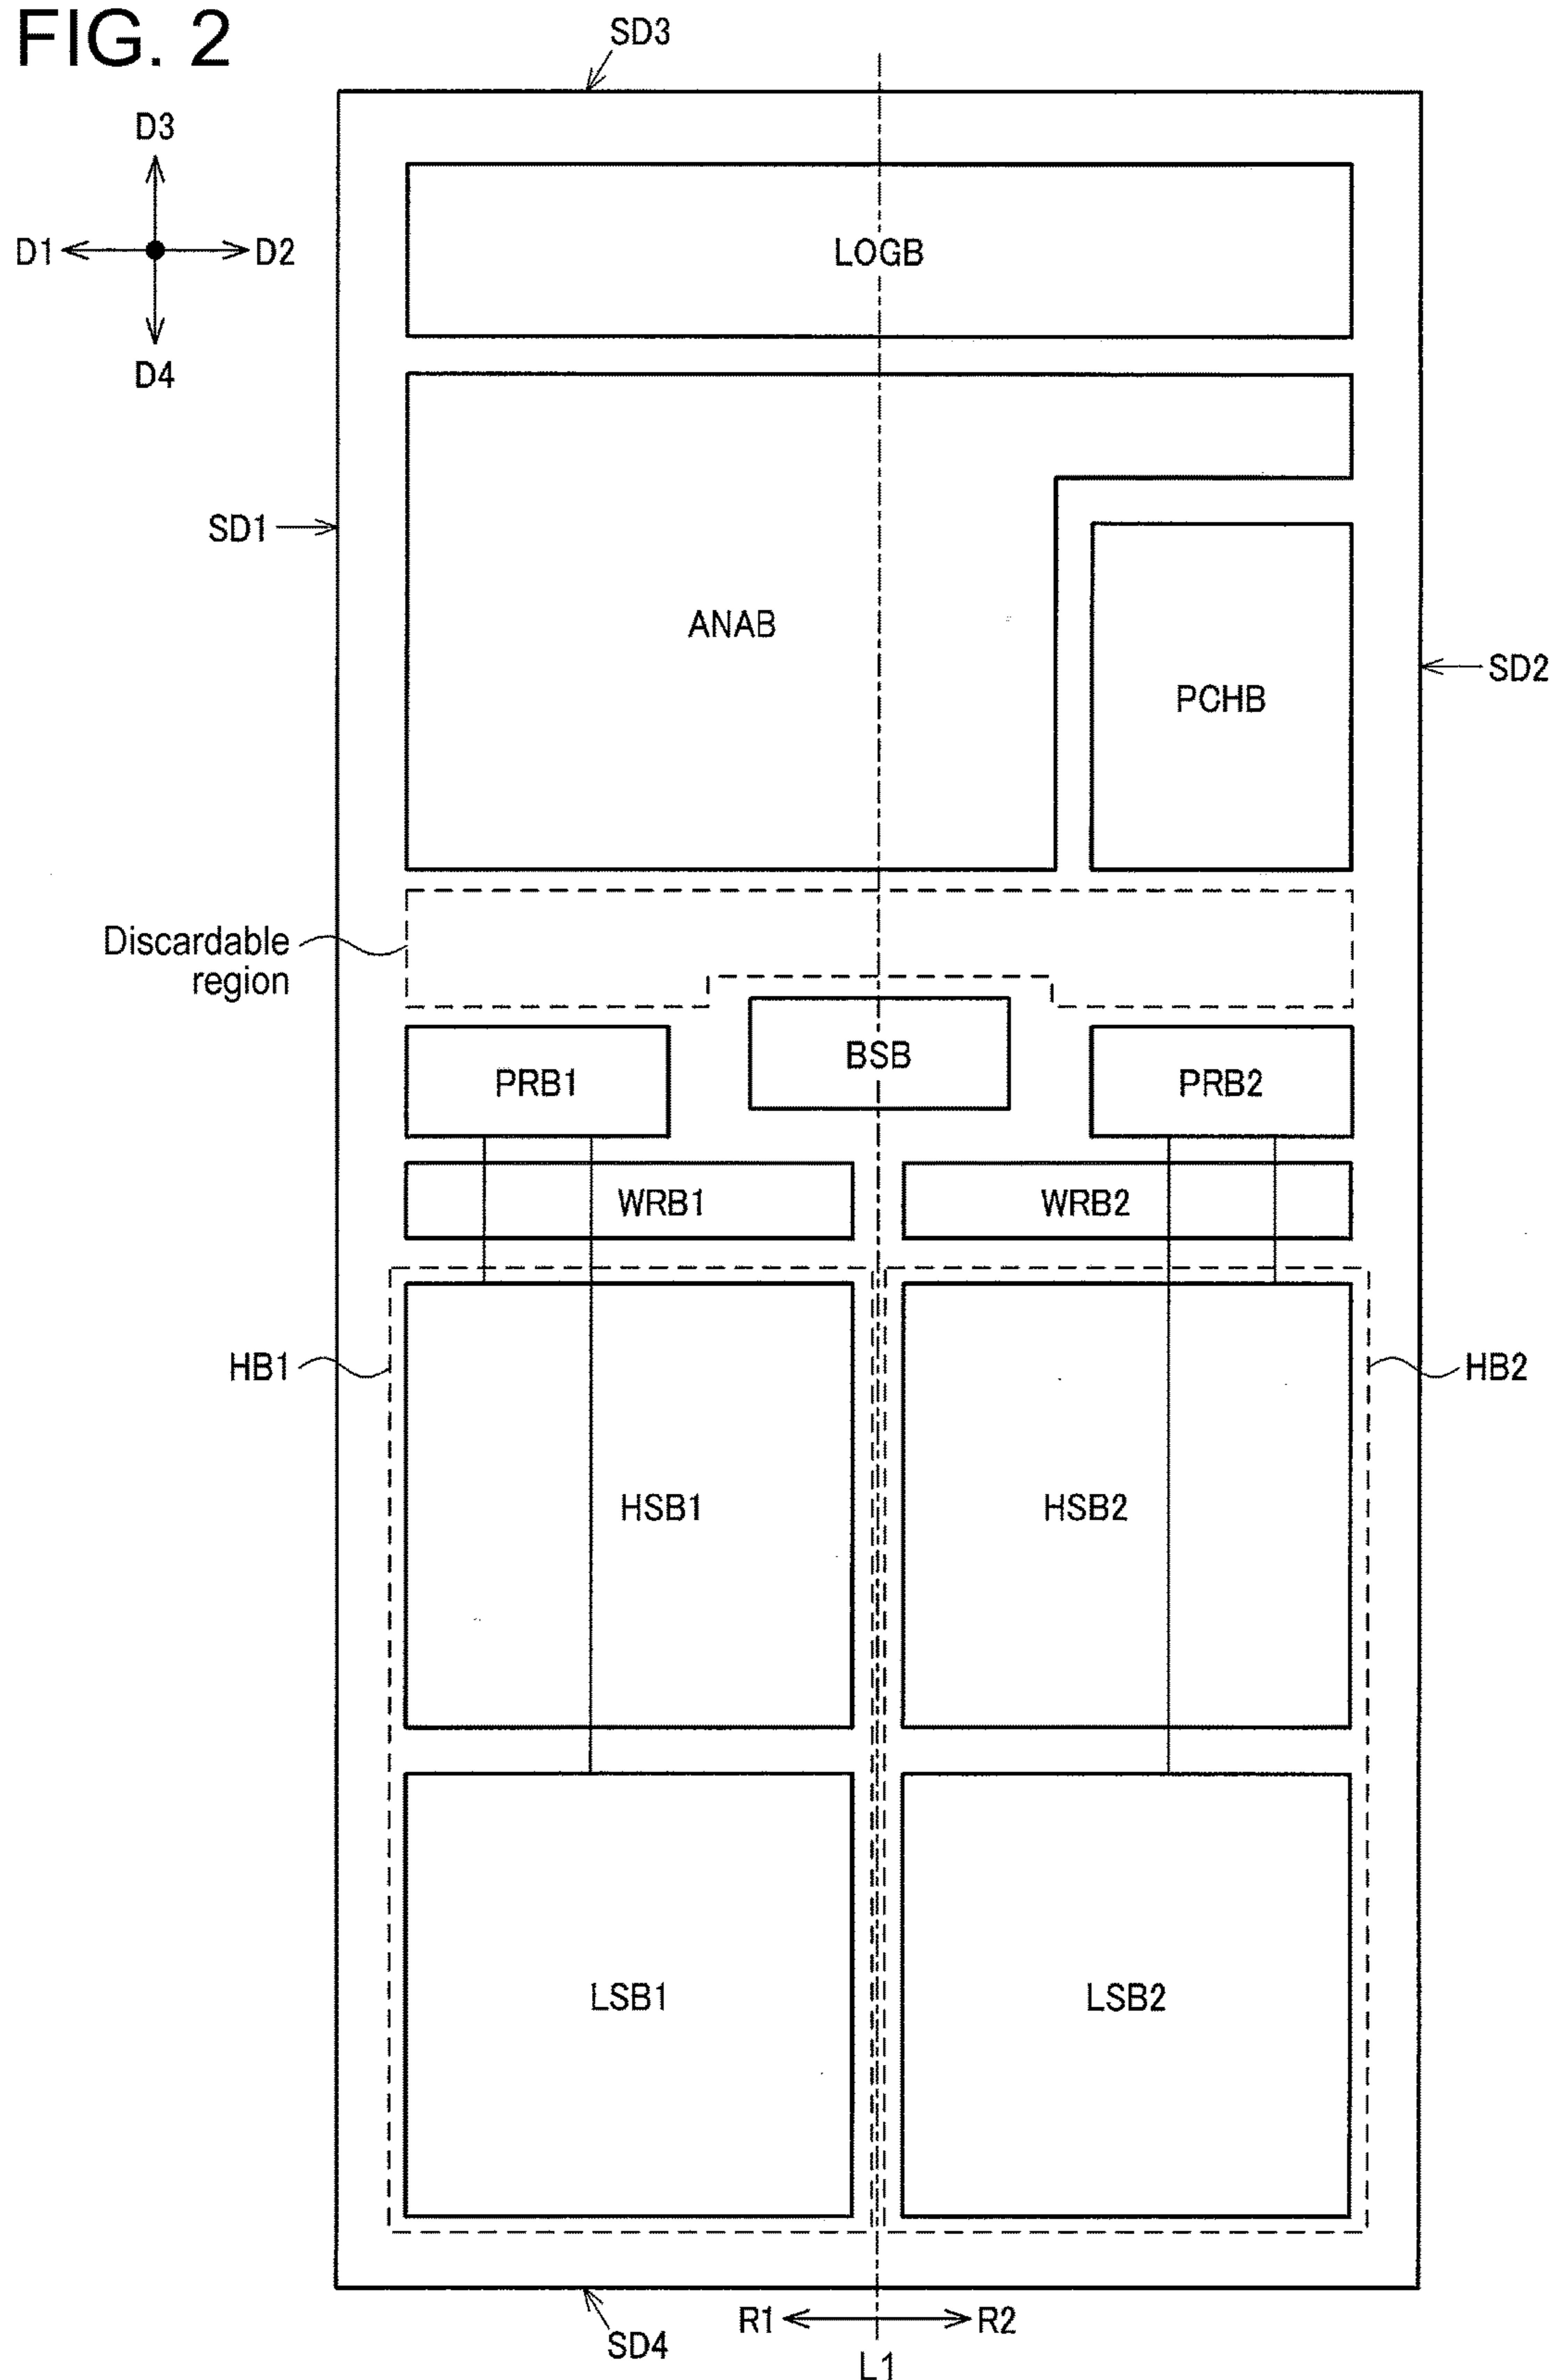 FIG. 2
SD3
D3
D1
D2
D4
LOGB
SD1
ANAB
SD2
PCHB
Discardable
region
PRB1
BSB
PRB2
WRB1
WRB2
HB1
HB2
HSB1
HSB2
LSB1
LSB2
R1
R2
SD4
L1